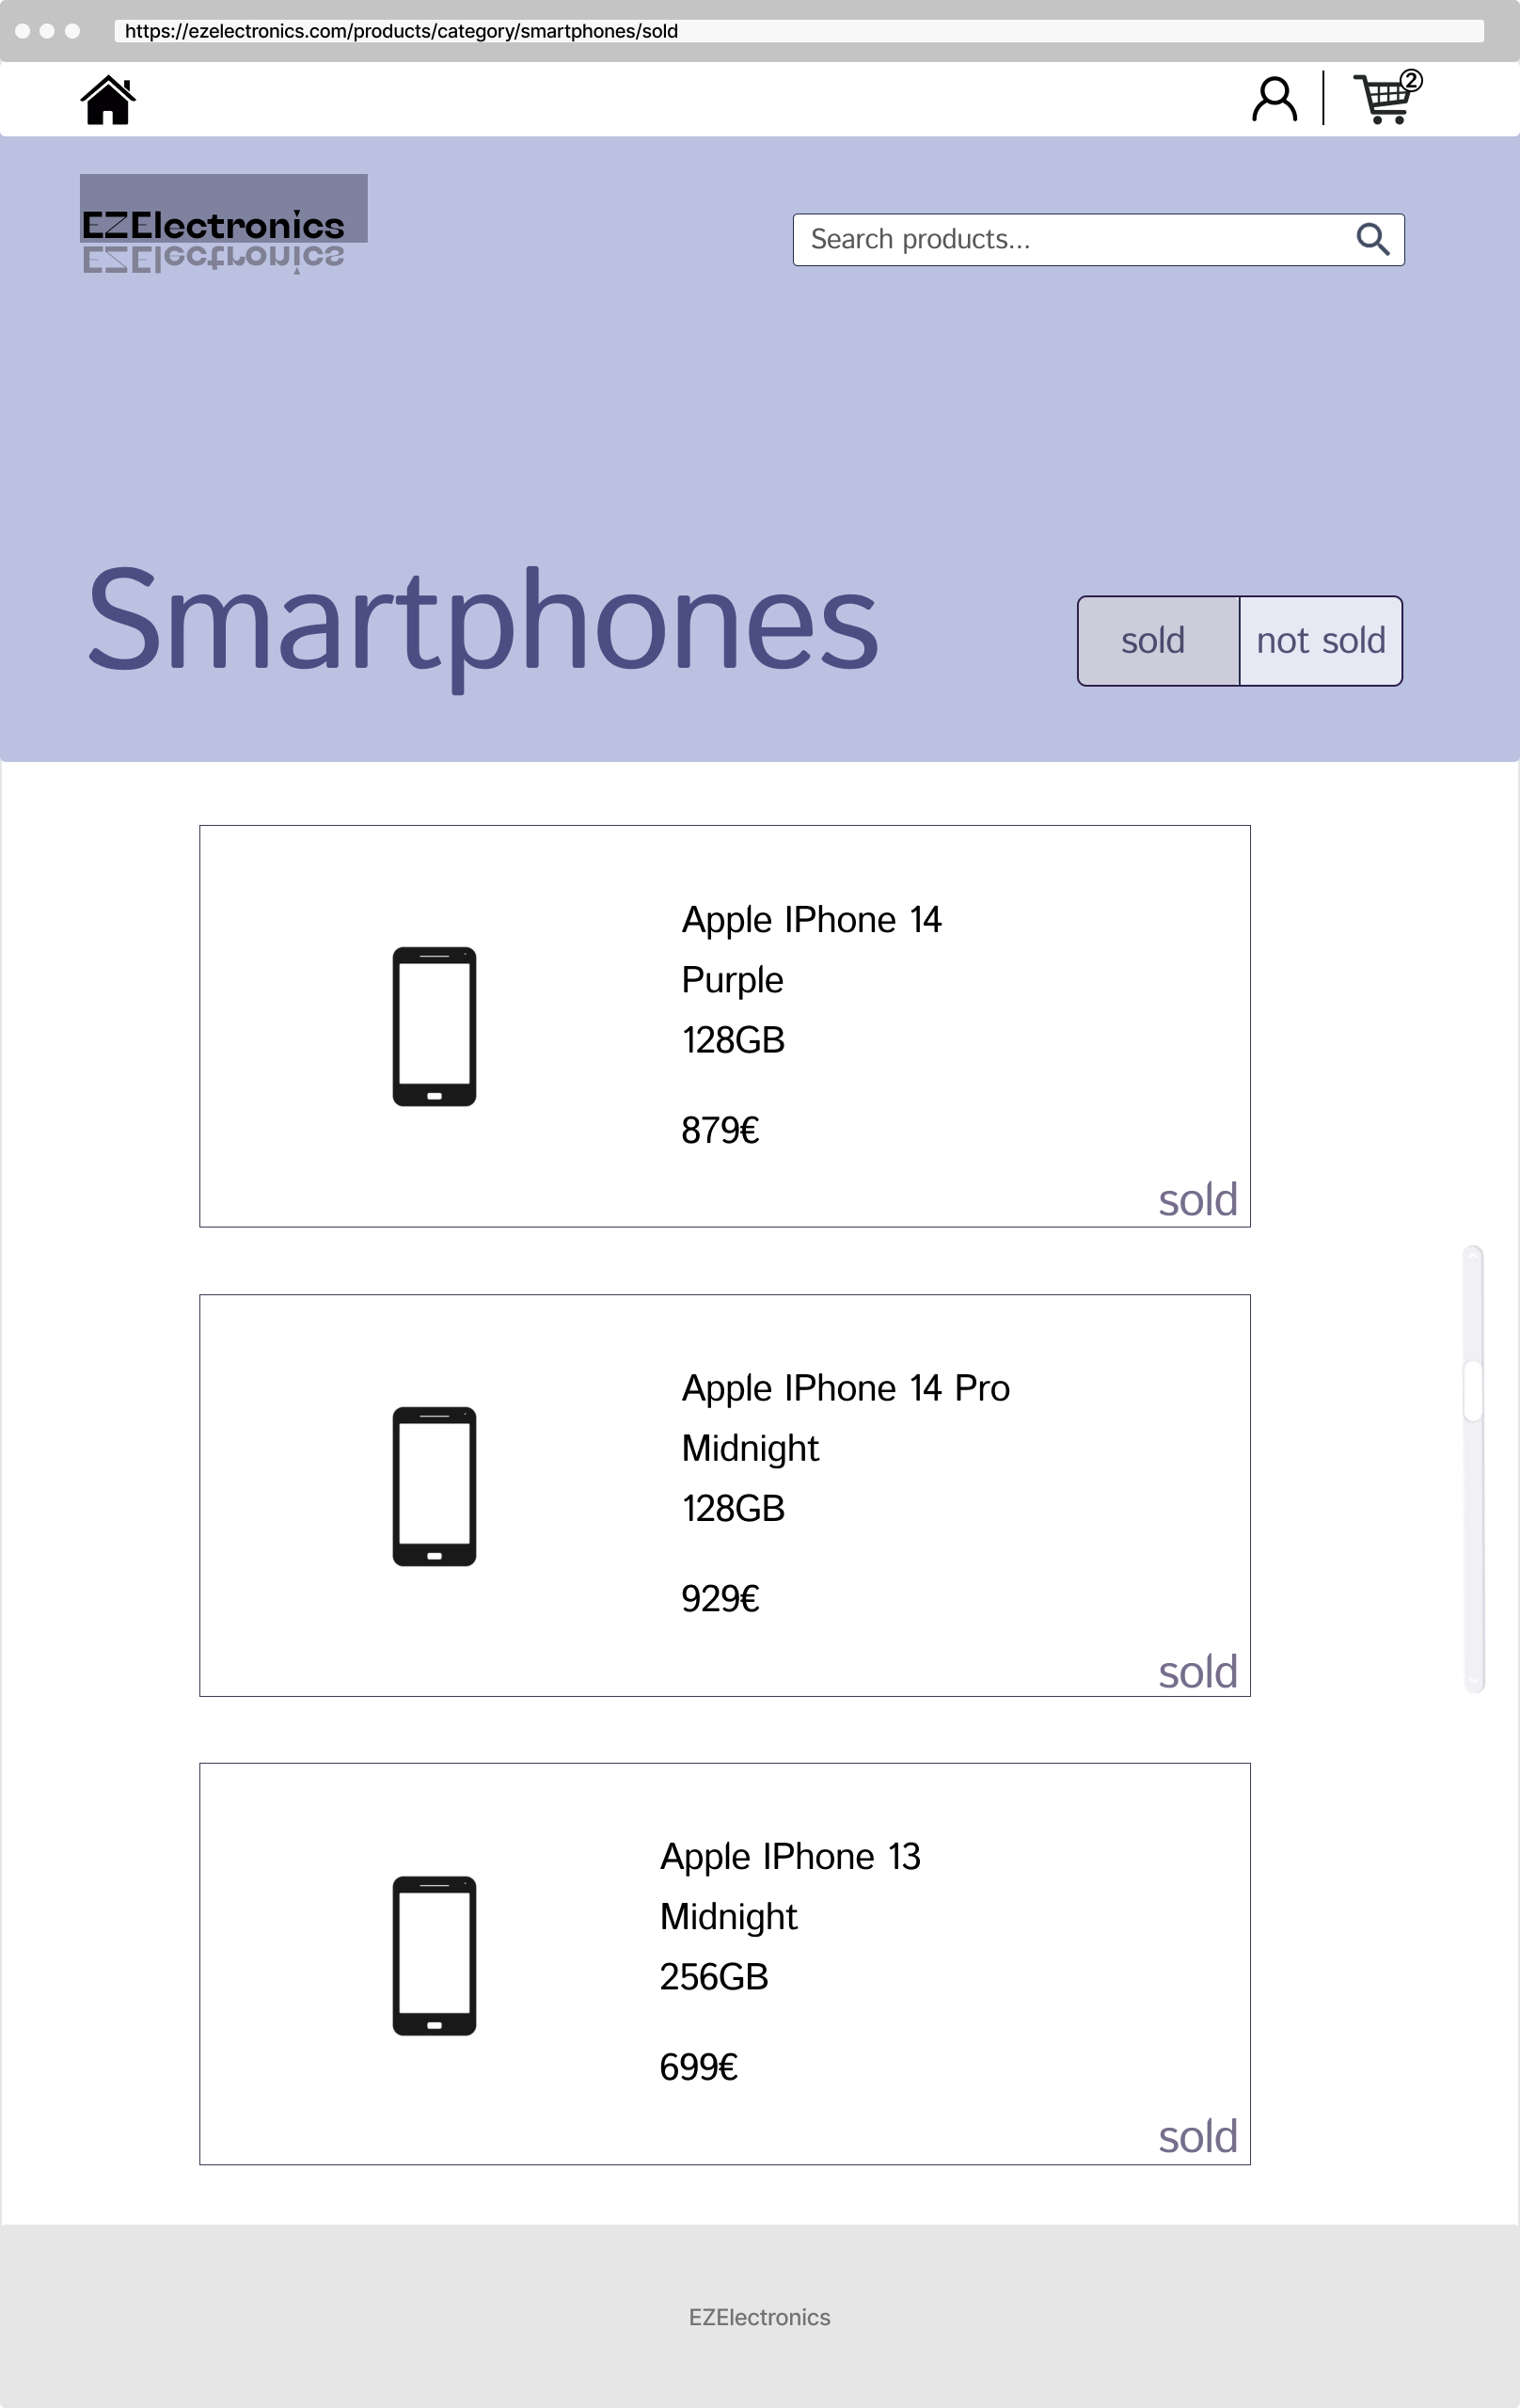 https://ezelectronics.com/products/category/smartphones/sold
2
EZElectronics
EZElectronics
Search products...
Smartphones
sold
not sold
Apple IPhone 14
Purple
128GB
879€
sold
Apple IPhone 14 Pro
Midnight
128GB
929€
sold
Apple IPhone 13
Midnight
256GB
699€
sold
EZElectronics